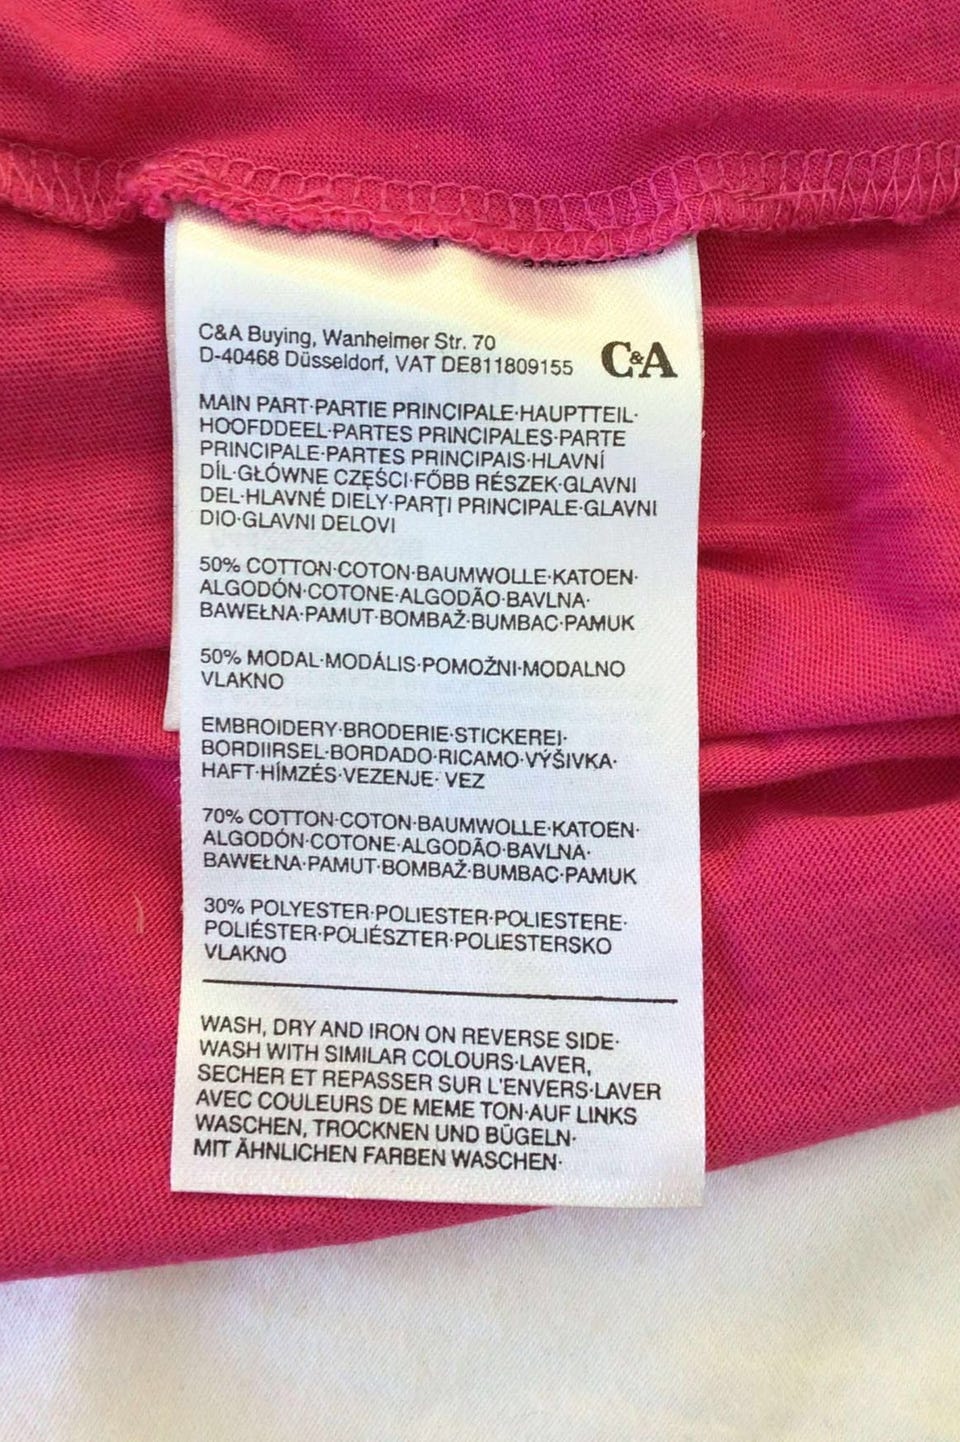 C&A Buying, Wanheimer Str. 70
D-40468 Düsseldorf, VAT DE811809155
C&A
MAIN PART·PARTIE PRINCIPALE·HAUPTTEIL·
HOOFDDEEL·PARTES PRINCIPALES·PARTE
PRINCIPALE·PARTES PRINCIPAIS·HLAVNÍ
DÍL·GŁÓWNE CZĘŚCI·FŐBB RÉSZEK·GLAVNI
DEL·HLAVNÉ DIELY·PARŢI PRINCIPALE·GLAVNI
DIO·GLAVNI DELOVI
50% COTTON·COTON·BAUMWOLLE·KATOEN·
ALGODÓN·COTONE·ALGODÃO·BAVLNA·
BAWEŁNA·PAMUT·BOMBAŽ·BUMBAC·PAMUK
50% MODAL·MODÁLIS·POMOŽNI·MODALNO
VLAKNO
EMBROIDERY·BRODERIE·STICKEREI·
BORDIIRSEL·BORDADO·RICAMO·VÝŠIVKA·
HAFT·HÍMZÉS·VEZENJE· VEZ
70% COTTON·COTON·BAUMWOLLE·KATOEN·
ALGODÓN·COTONE·ALGODÃO·BAVLNA·
BAWEŁNA·PAMUT·BOMBAŽ·BUMBAC·PAMUK
30% POLYESTER·POLIESTER·POLIESTERE·
POLIÉSTER·POLIÉSZTER·POLIESTERSKO
VLAKNO
WASH, DRY AND IRON ON REVERSE SIDE·
WASH WITH SIMILAR COLOURS·LAVER,
SECHER ET REPASSER SUR L'ENVERS·LAVER
AVEC COULEURS DE MEME TON·AUF LINKS
WASCHEN, TROCKNEN UND BÜGELN·
MIT ÄHNLICHEN FARBEN WASCHEN·